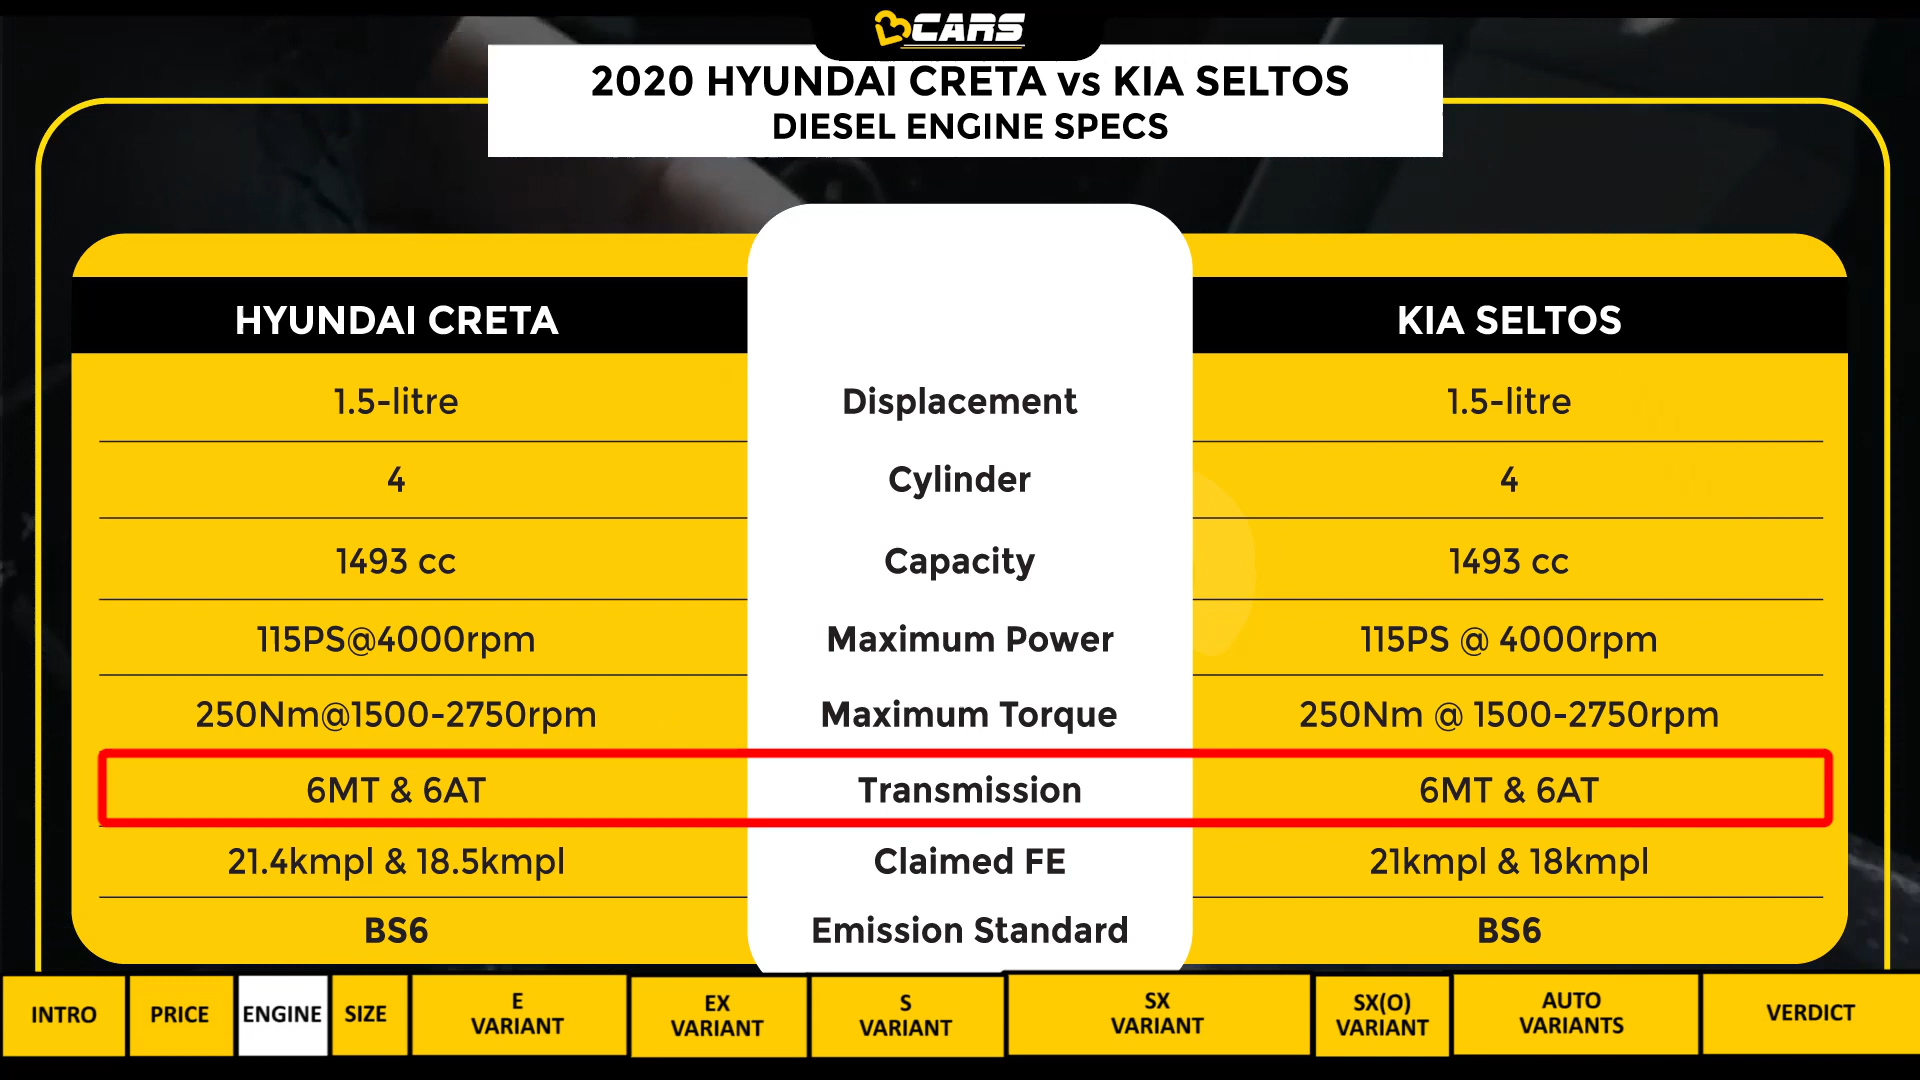 CARS
2020 HYUNDAI CRETA vs KIA SELTOS
DIESEL ENGINE SPECS
HYUNDAI CRETA KIA SELTOS
1.5-litre Displacement 1.5-litre
4 Cylinder 4
1493 cc Capacity 1493 cc
115PS@4000rpm Maximum Power 115PS @ 4000rpm
250Nm@1500-2750rpm Maximum Torque 250Nm @ 1500-2750rpm
6MT & 6AT Transmission 6MT & 6AT
21.4kmpl & 18.5kmpl Claimed FE 21kmpl & 18kmpl
BS6 Emission Standard BS6
INTRO
PRICE
ENGINE
SIZE
E
VARIANT
EX
VARIANT
S
VARIANT
SX
VARIANT
SX(O)
VARIANT
AUTO
VARIANTS
VERDICT